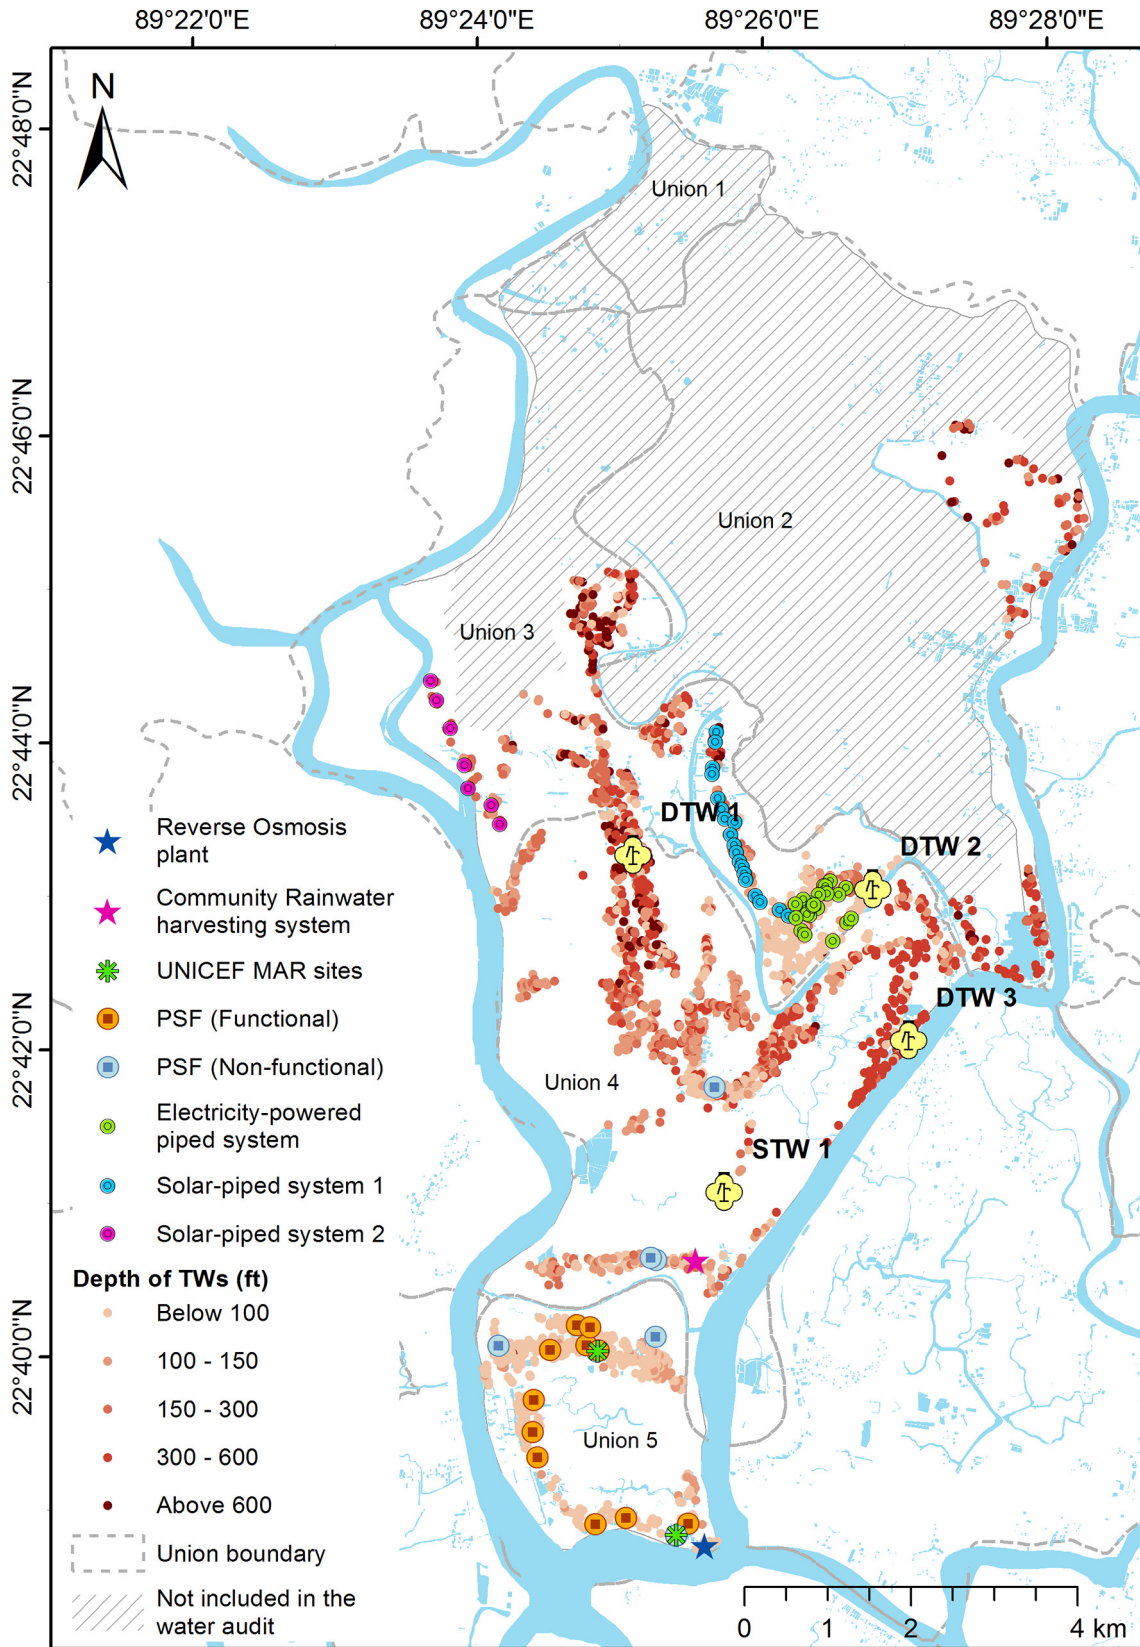 89°22'0"E 89°24'0"E 89°26'0"E 89°28'0"E
N
22°48'0"N
Union 1
22°46'0"N
Union 2
Union 3
22°44'0"N
DTW 1
DTW 2
Reverse Osmosis
plant
Community Rainwater
harvesting system
UNICEF MAR sites
DTW 3
PSF (Functional)
22°42'0"N
PSF (Non-functional)
Union 4
Electricity-powered
piped system
STW 1
Solar-piped system 1
Solar-piped system 2
Depth of TWs (ft)
Below 100
22°40'0"N
100 - 150
150 - 300
Union 5
300 - 600
Above 600
Union boundary
Not included in the
water audit
0 1 2 4 km